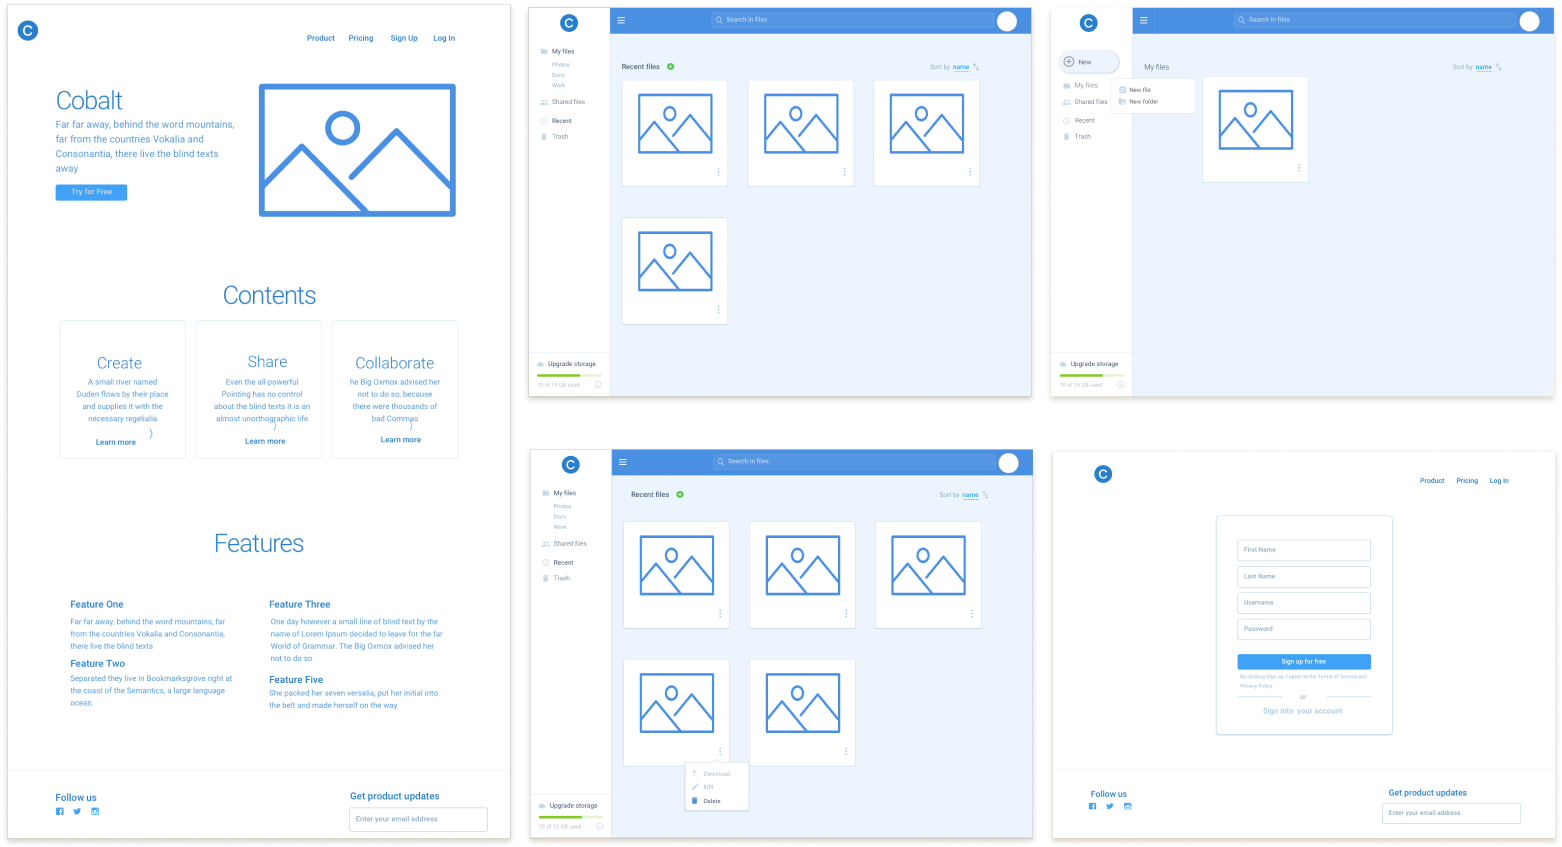 C
Product Pricing Sign Up Log In
Cobalt
Far far away, behind the word mountains,
far from the countries Vokalia and
Consonantia, there live the blind texts
away
Try for Free
Contents
Create
A small river named
Duden flows by their place
and supplies it with the
necessary regelialia
Learn more
Share
Even the all-powerful
Pointing has no control
about the blind texts it is an
almost unorthographic life
Learn more
Collaborate
he Big Oxmox advised her
not to do so, because
there were thousands of
bad Commas
Learn more
Features
Feature One
Far far away, behind the word mountains, far
from the countries Vokalia and Consonantia,
there live the blind texts
Feature Two
Separated they live in Bookmarksgrove right at
the coast of the Semantics, a large language
ocean.
Feature Three
One day however a small line of blind text by the
name of Lorem Ipsum decided to leave for the far
World of Grammar. The Big Oxmox advised her
not to do so
Feature Five
She packed her seven versalia, put her initial into
the belt and made herself on the way
Follow us
Get product updates
Enter your email address
C
Search in files
My files
Photos
Docs
Work
Shared files
Recent
Trash
Recent files
Sort by name
Upgrade storage
10 of 15 GB used
C
Search in files
New
My files
Shared files
Recent
Trash
New file
New folder
My files
Sort by name
Upgrade storage
10 of 15 GB used
C
Search in files
My files
Photos
Docs
Work
Shared files
Recent
Trash
Recent files
Sort by name
Download
Edit
Delete
Upgrade storage
10 of 15 GB used
C
Product Pricing Log In
First Name
Last Name
Username
Password
Sign up for free
By clicking Sign up, I agree to the Terms of Service and
Privacy Policy.
or
Sign into your account
Follow us
Get product updates
Enter your email address